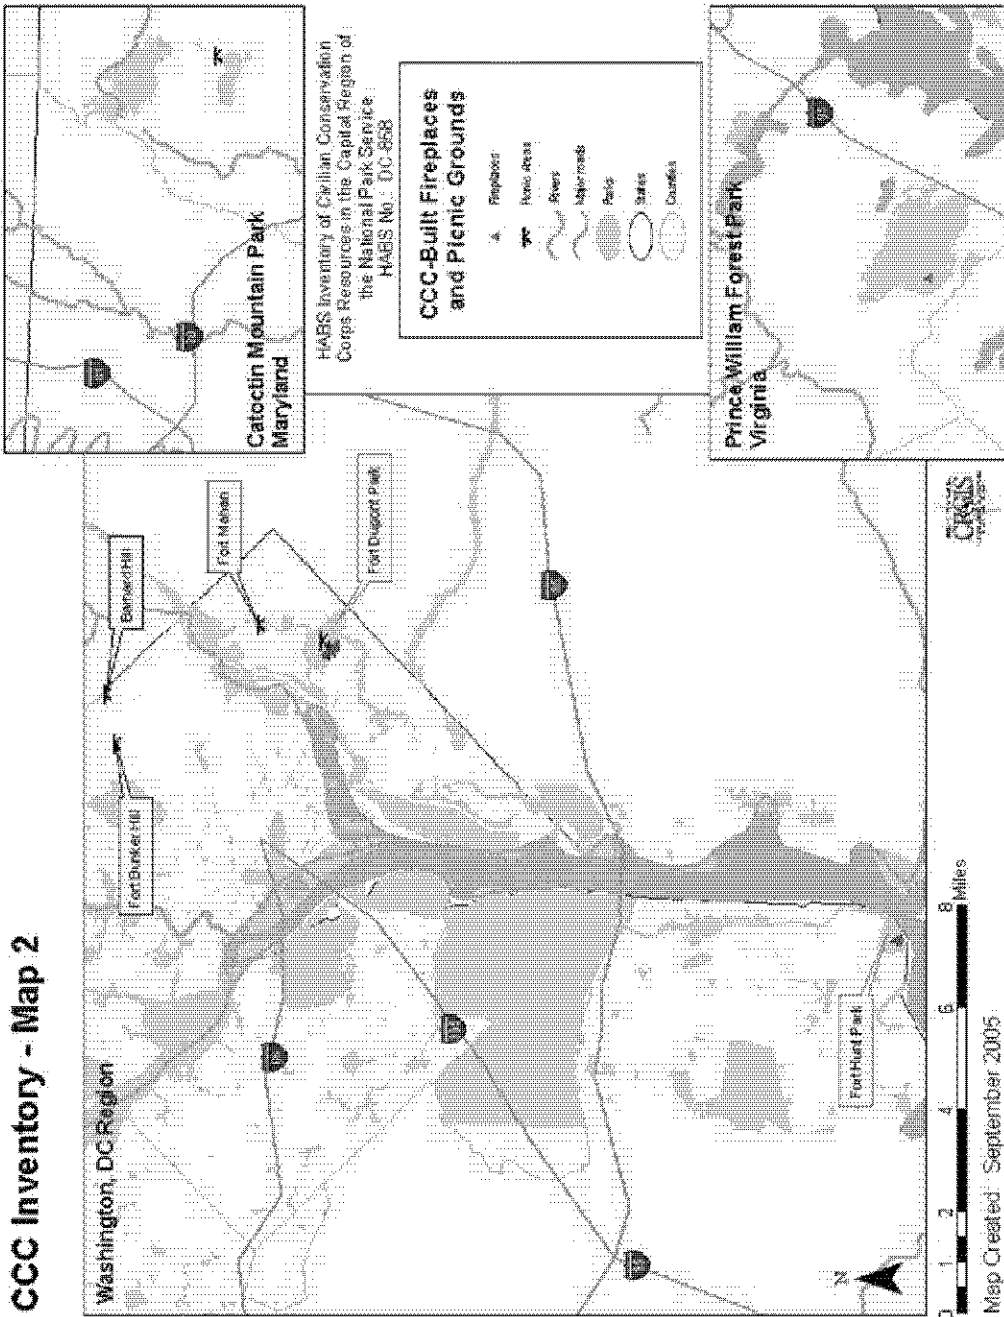 CCC Inventory - Map 2
Washington, DC Region
Fort Bunker Hill
Barnard Hill
Fort Mahan
Fort Dupont Park
Fort Hunt Park
N
0 1 2 4 6 8
Miles
Map Created: September 2005
Catoctin Mountain Park
Maryland
HABS Inventory of Civilian Conservation
Corps Resources in the Capital Region of
the National Park Service
HABS No.: DC-858
CCC-Built Fireplaces
and Picnic Grounds
Fireplaces
Picnic Areas
Rivers
Major roads
Parks
States
Counties
Prince William Forest Park
Virginia
CRGIS